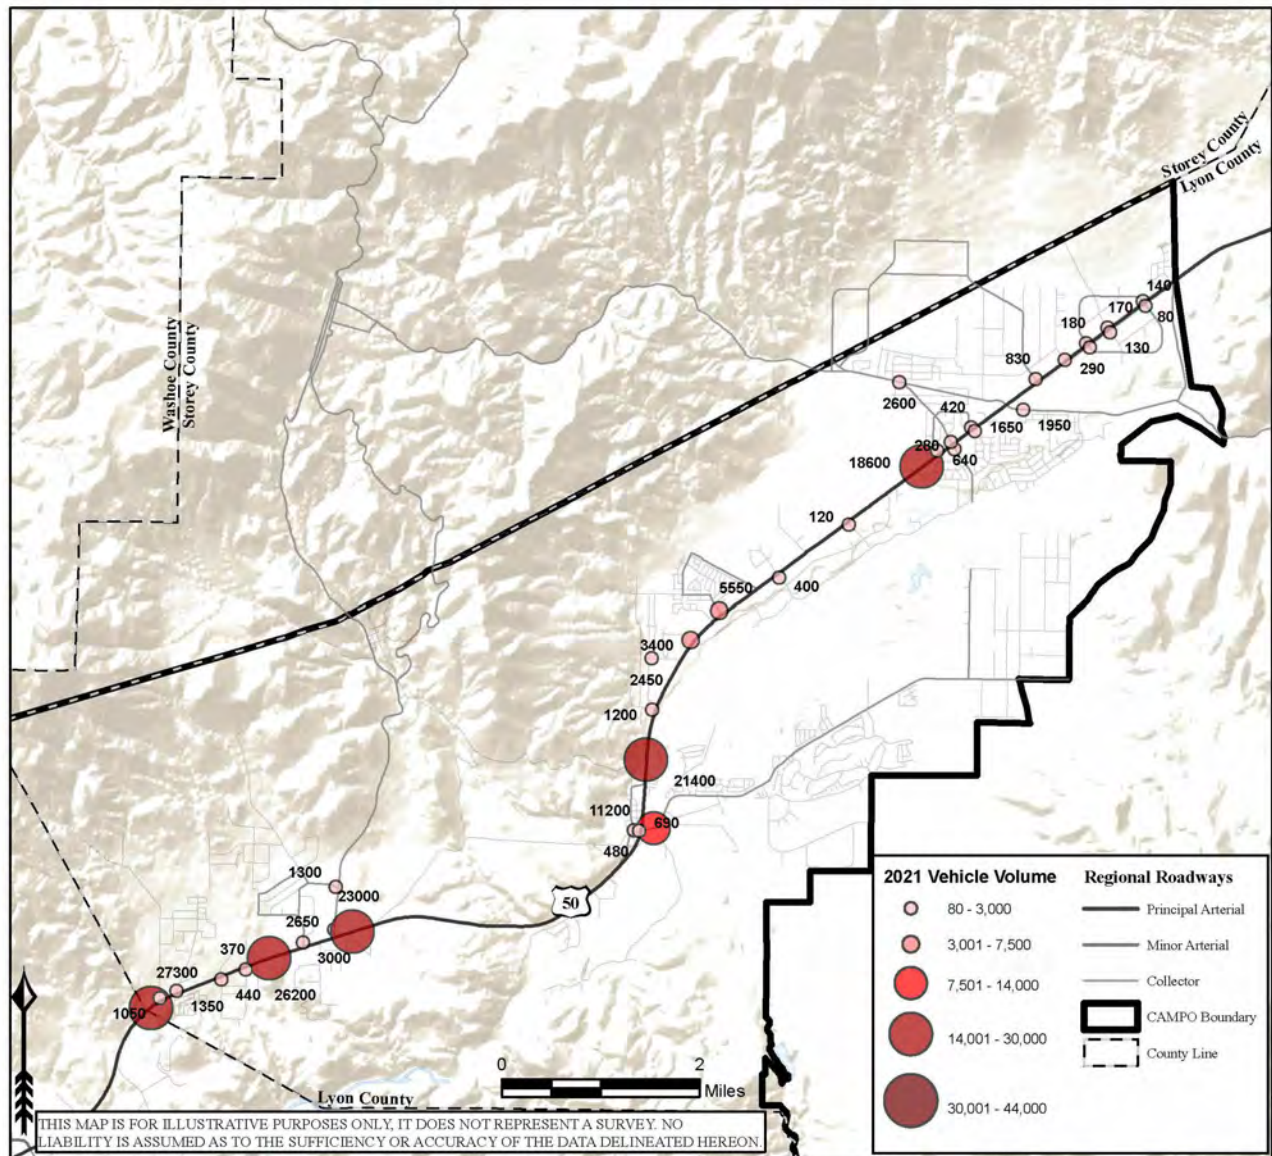 Storey County
Lyon County
Washoe County
Storey County
140
170
80
180
130
830
290
2600
420
1650
1950
280
640
18600
120
400
5550
3400
2450
1200
21400
11200
690
480
50
1300
23000
2650
370
3000
27300
440
26200
1350
1050
Lyon County
0
2
Miles
2021 Vehicle Volume
80 - 3,000
3,001 - 7,500
7,501 - 14,000
14,001 - 30,000
30,001 - 44,000
Regional Roadways
Principal Arterial
Minor Arterial
Collector
CAMPO Boundary
County Line
THIS MAP IS FOR ILLUSTRATIVE PURPOSES ONLY, IT DOES NOT REPRESENT A SURVEY. NO
LIABILITY IS ASSUMED AS TO THE SUFFICIENCY OR ACCURACY OF THE DATA DELINEATED HEREON.